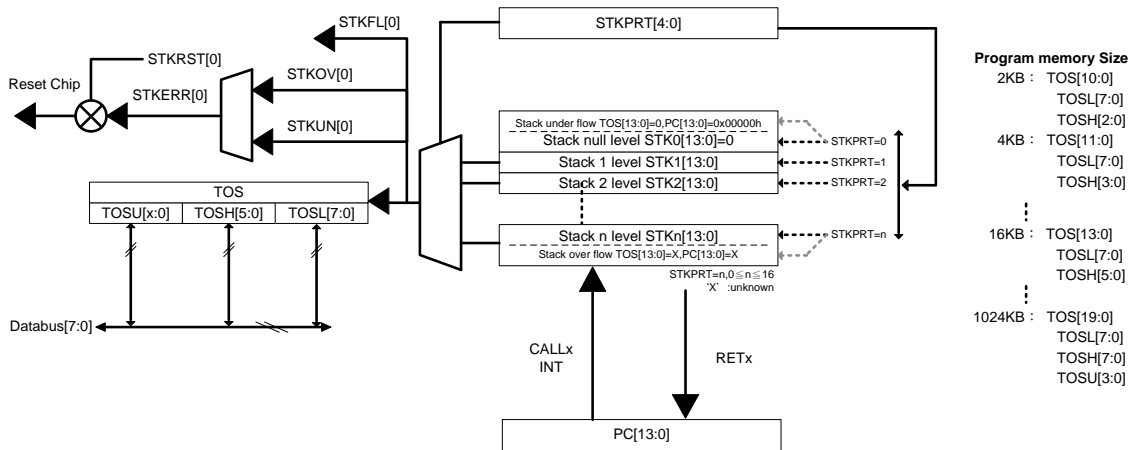 STKFL[0]
STKPRT[4:0]
STKRST[0]
STKOV[0]
Reset Chip
STKERR[0]
STKUN[0]
Stack under flow TOS[13:0]=0,PC[13:0]=0x00000h
Stack null level STK0[13:0]=0
STKPRT=0
Stack 1 level STK1[13:0]
STKPRT=1
Stack 2 level STK2[13:0]
STKPRT=2
TOS
TOSU[x:0] TOSH[5:0] TOSL[7:0]
Stack n level STKn[13:0]
STKPRT=n
Stack over flow TOS[13:0]=X,PC[13:0]=X
STKPRT=n,0≦n≦16
‘X’ :unknown
Databus[7:0]
CALLx
INT
RETx
PC[13:0]
Program memory Size
2KB： TOS[10:0]
TOSL[7:0]
TOSH[2:0]
4KB： TOS[11:0]
TOSL[7:0]
TOSH[3:0]
16KB： TOS[13:0]
TOSL[7:0]
TOSH[5:0]
1024KB： TOS[19:0]
TOSL[7:0]
TOSH[7:0]
TOSU[3:0]